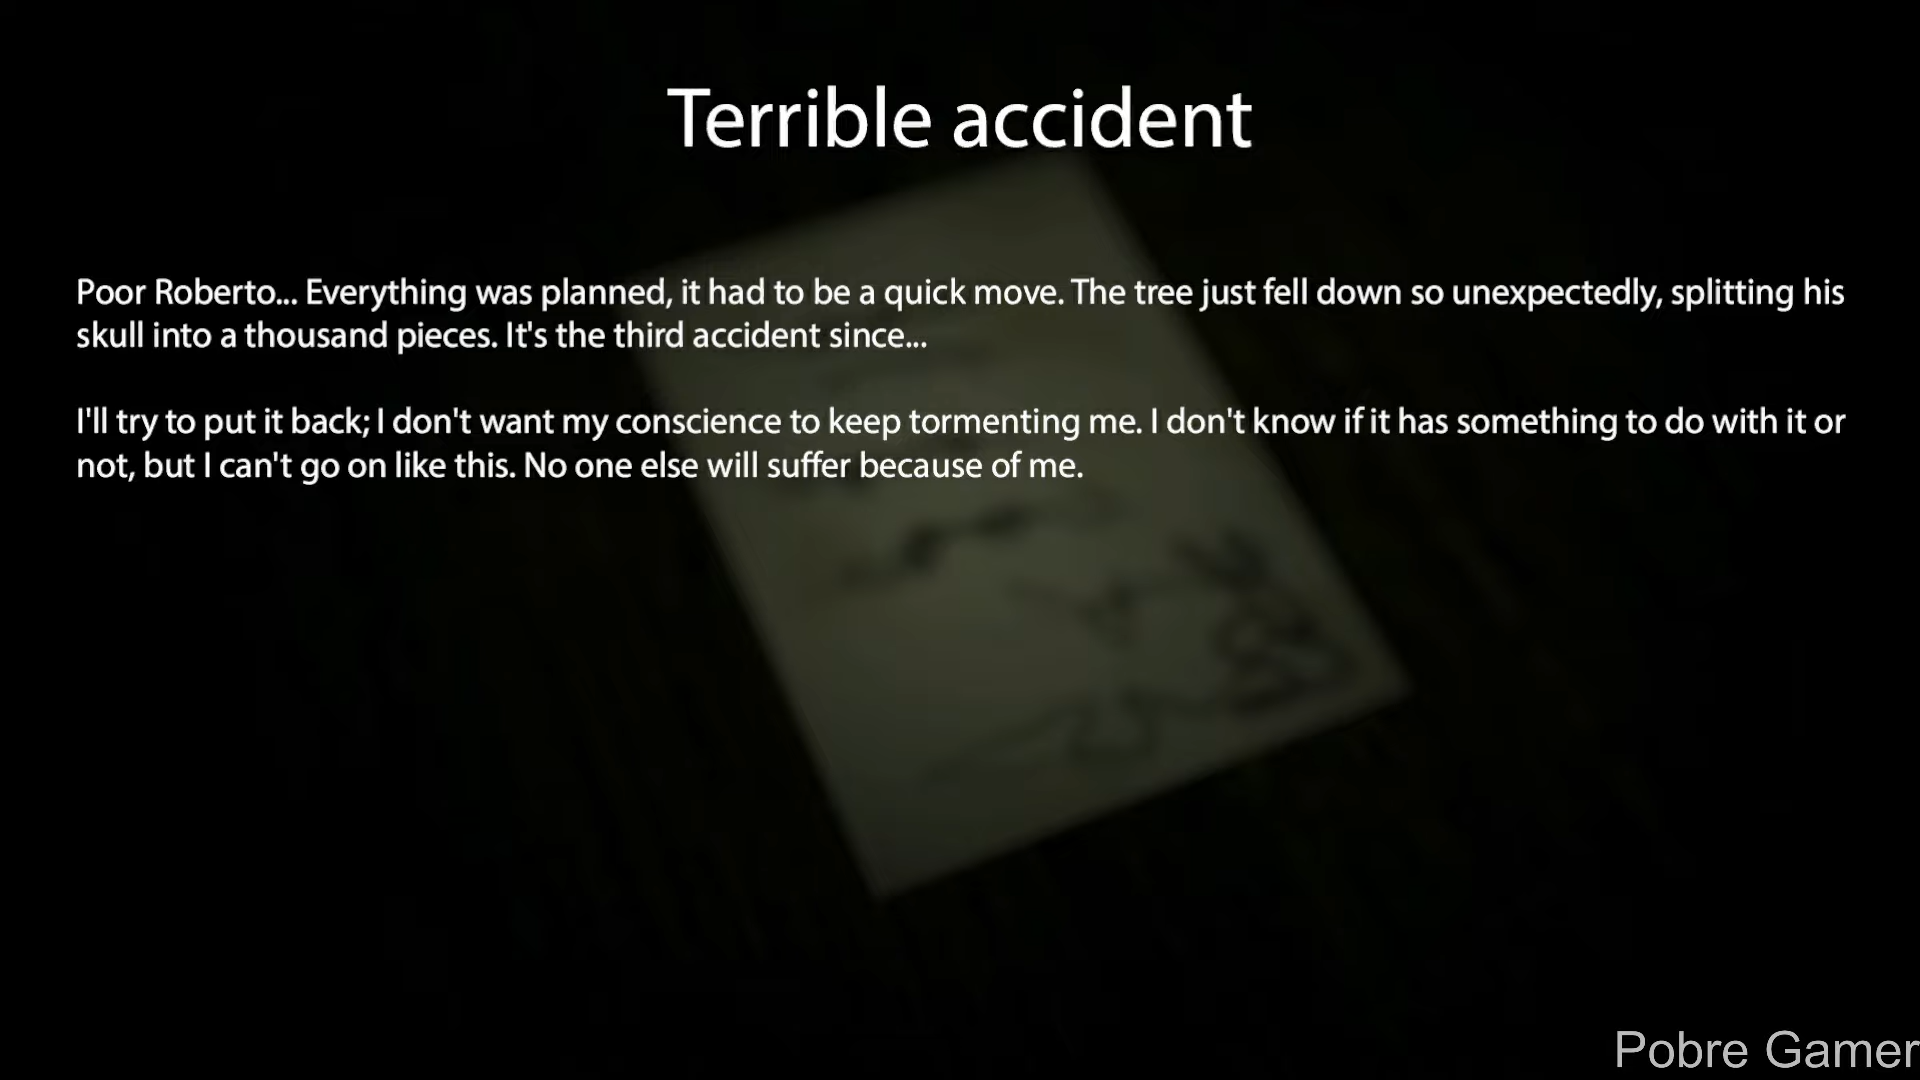 Terrible accident
Poor Roberto... Everything was planned, it had to be a quick move. The tree just fell down so unexpectedly, splitting his
skull into a thousand pieces. It's the third accident since...
I'll try to put it back; I don't want my conscience to keep tormenting me. I don't know if it has something to do with it or
not, but I can't go on like this. No one else will suffer because of me.
Pobre Gamer